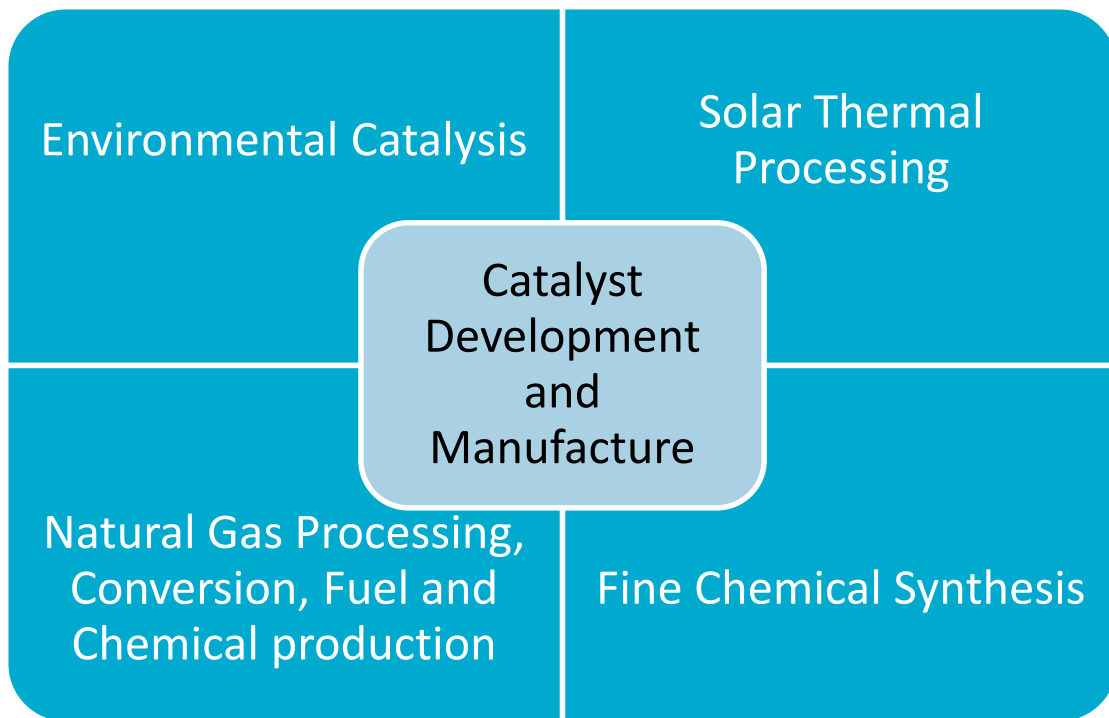 Environmental Catalysis
Solar Thermal
Processing
Catalyst
Development
and
Manufacture
Natural Gas Processing,
Conversion, Fuel and
Chemical production
Fine Chemical Synthesis